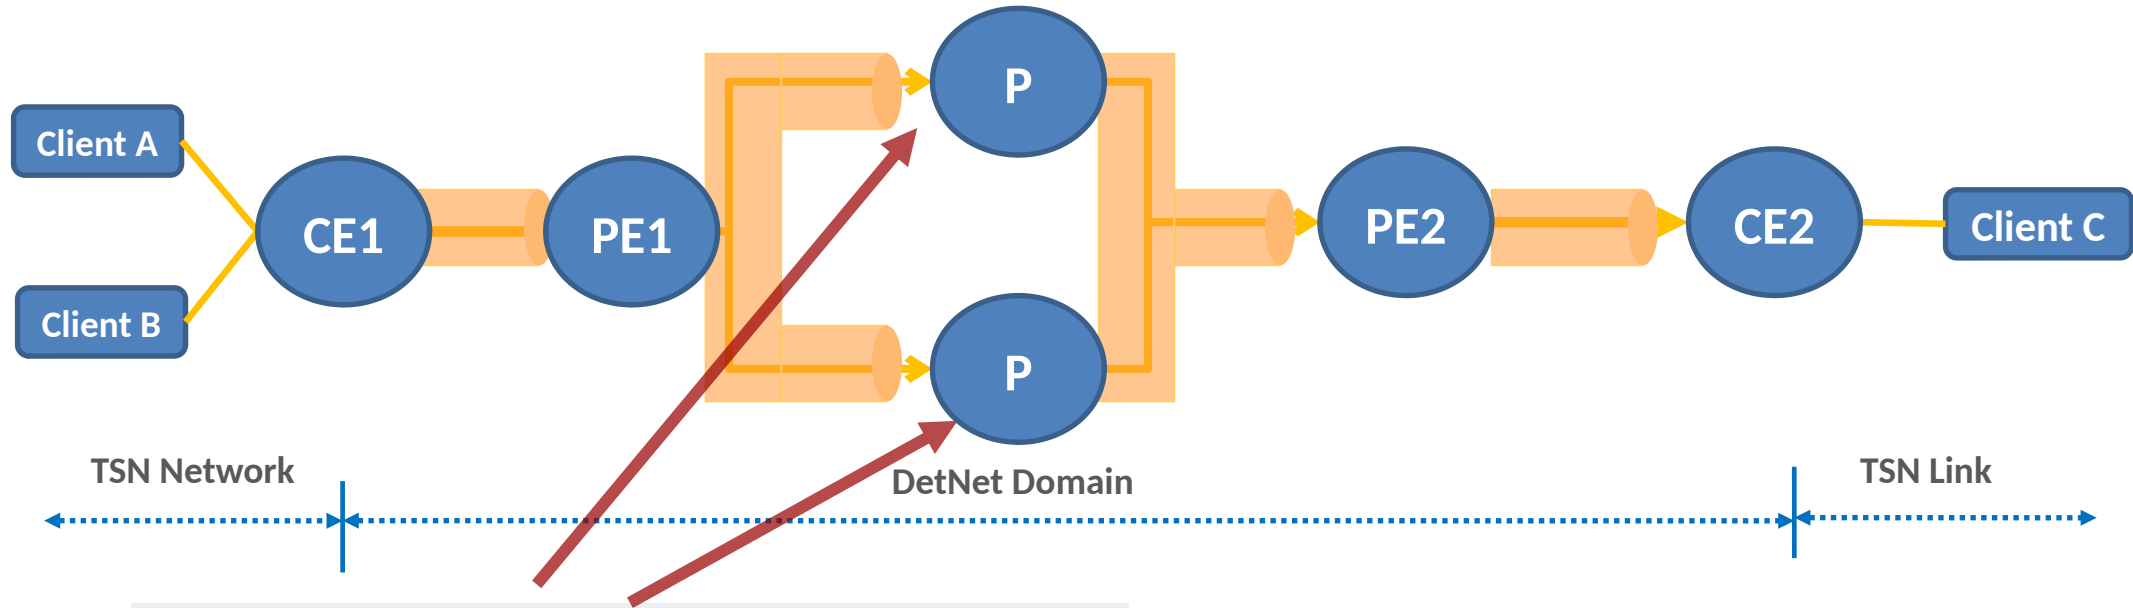 P
Client A
CE1
PE1
PE2
CE2
Client C
Client B
P
TSN Network
DetNet Domain
TSN Link